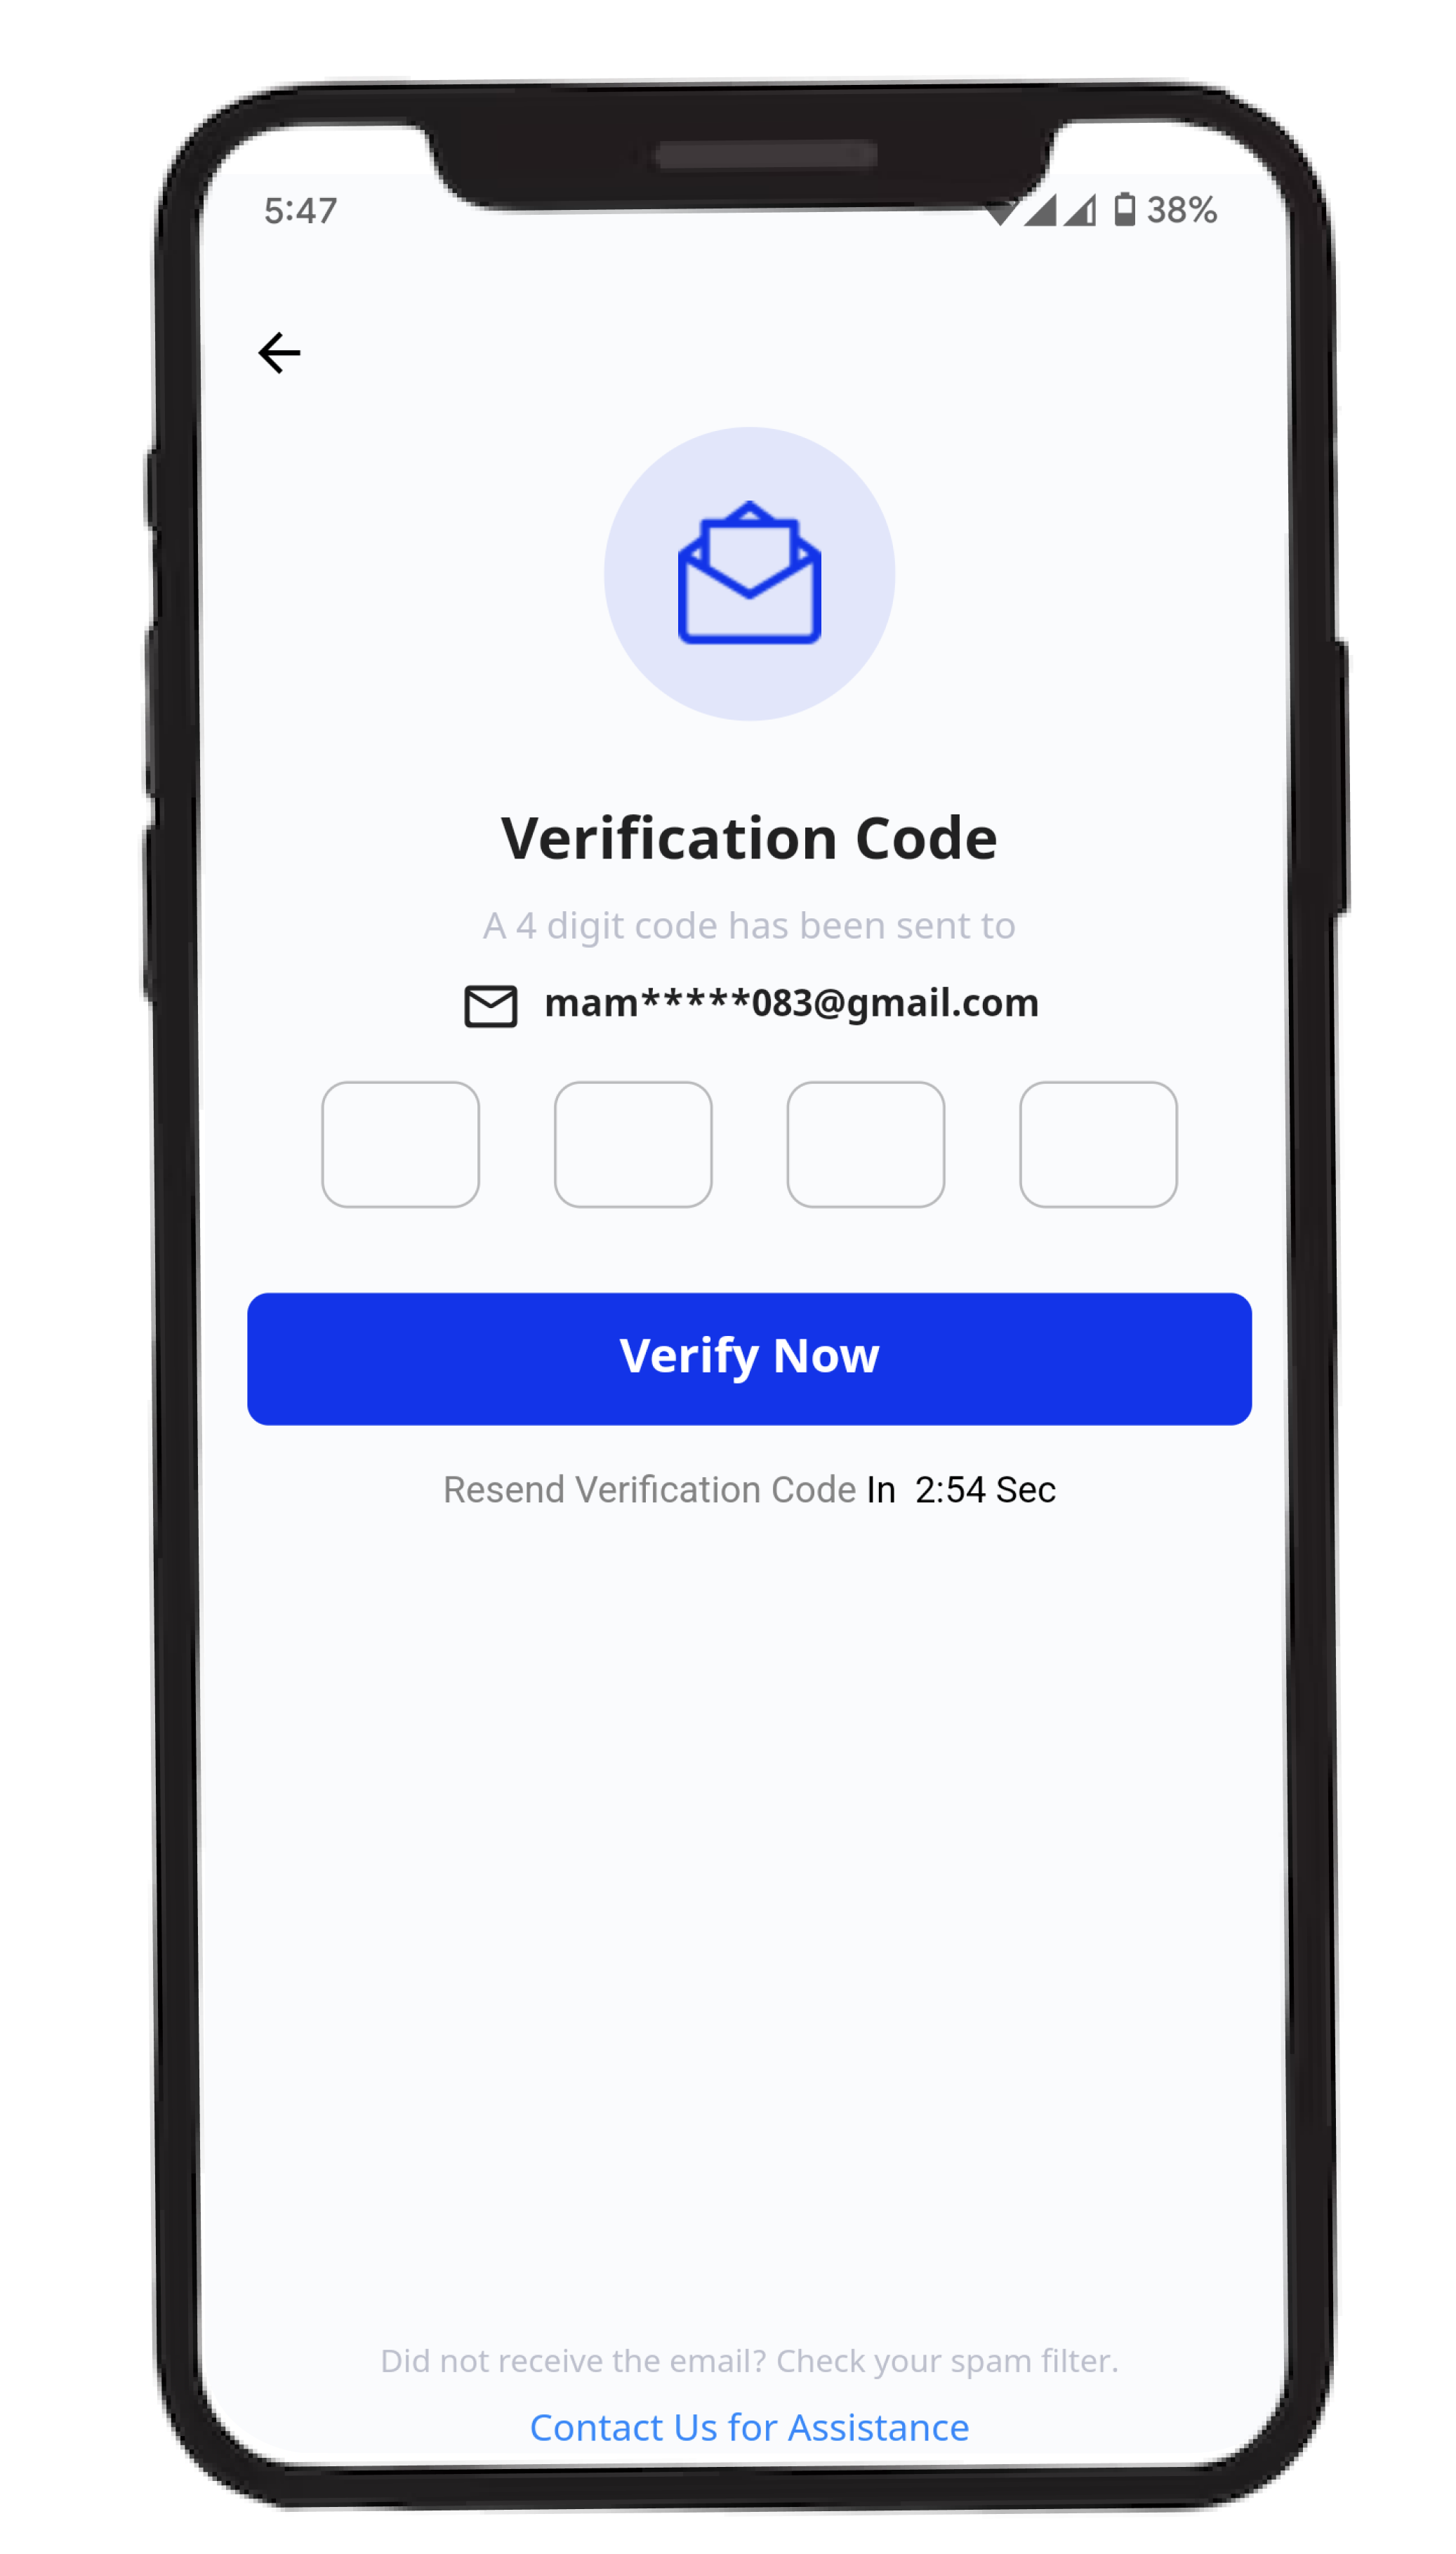 5:47 38%
Verification Code
A 4 digit code has been sent to
mam*****083@gmail.com
Verify Now
Resend Verification Code In  2:54 Sec
Did not receive the email? Check your spam filter.
Contact Us for Assistance